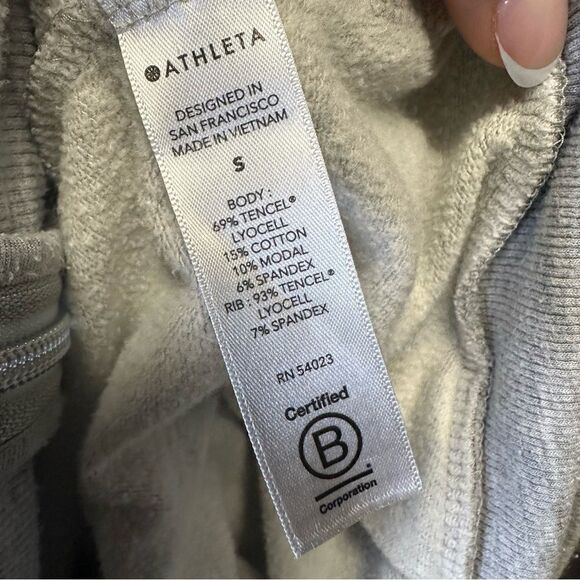 ATHLETA
DESIGNED IN
SAN FRANCISCO
MADE IN VIETNAM
S
BODY :
69% TENCEL®
LYOCELL
15% COTTON
10% MODAL
6% SPANDEX
RIB : 93% TENCEL®
LYOCELL
7% SPANDEX
RN 54023
Certified
B
Corporation